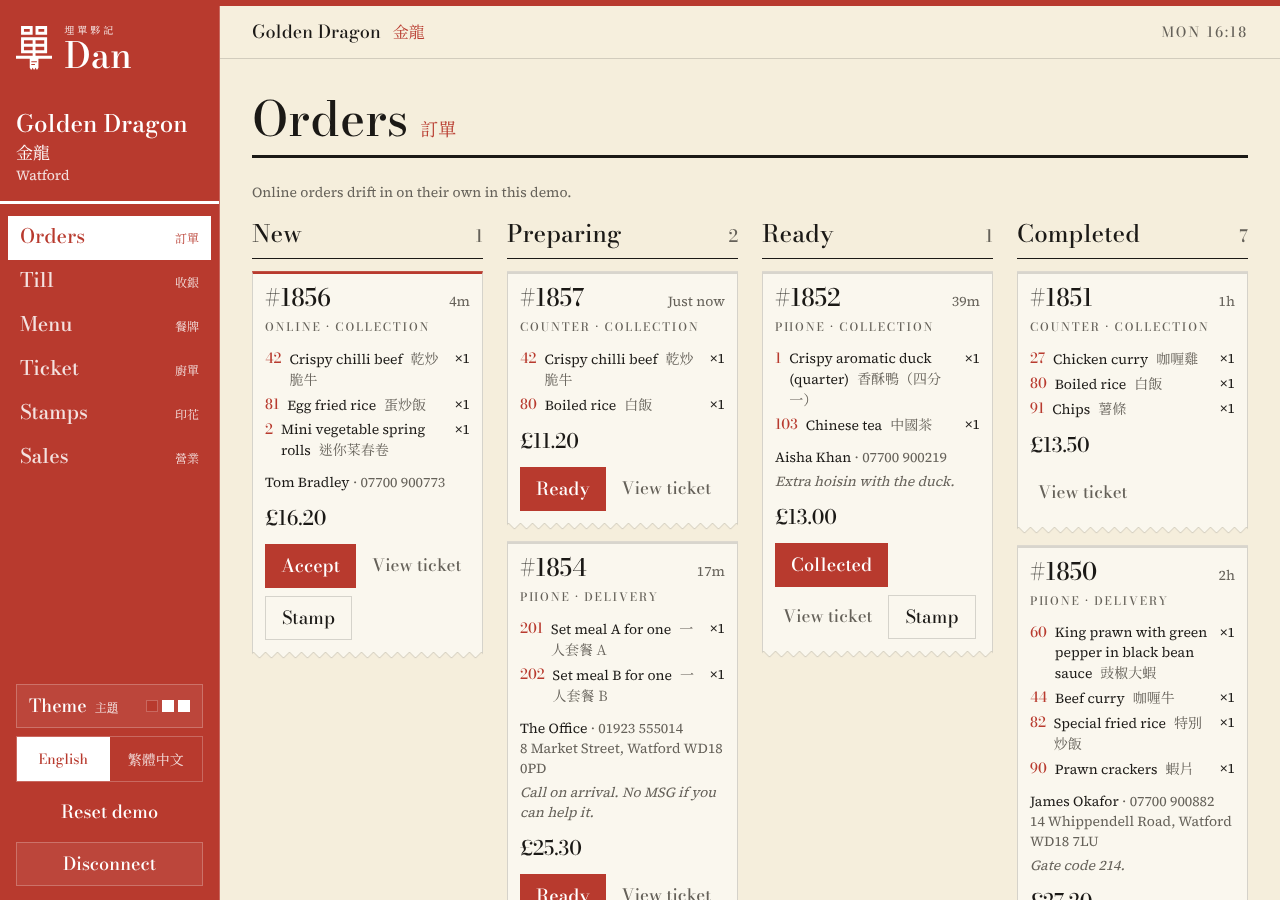 單
埋單夥記
Dan
Golden Dragon
金龍
Watford
Orders 訂單
Till 收銀
Menu 餐牌
Ticket 廚單
Stamps 印花
Sales 營業
Theme 主題
English 繁體中文
Reset demo
Disconnect
Golden Dragon 金龍
MON 16:18
Orders 訂單
Online orders drift in on their own in this demo.
New 1
#1856 4m
ONLINE · COLLECTION
42 Crispy chilli beef 乾炒 ×1
脆牛
81 Egg fried rice 蛋炒飯 ×1
2 Mini vegetable spring ×1
rolls 迷你菜春卷
Tom Bradley · 07700 900773
£16.20
Accept View ticket
Stamp
Preparing 2
#1857 Just now
COUNTER · COLLECTION
42 Crispy chilli beef 乾炒 ×1
脆牛
80 Boiled rice 白飯 ×1
£11.20
Ready View ticket
#1854 17m
PHONE · DELIVERY
201 Set meal A for one 一 ×1
人套餐 A
202 Set meal B for one 一 ×1
人套餐 B
The Office · 01923 555014
8 Market Street, Watford WD18
0PD
Call on arrival. No MSG if you
can help it.
£25.30
Ready View ticket
Ready 1
#1852 39m
PHONE · COLLECTION
1 Crispy aromatic duck ×1
(quarter) 香酥鴨（四分
一）
103 Chinese tea 中國茶 ×1
Aisha Khan · 07700 900219
Extra hoisin with the duck.
£13.00
Collected
View ticket Stamp
Completed 7
#1851 1h
COUNTER · COLLECTION
27 Chicken curry 咖喱雞 ×1
80 Boiled rice 白飯 ×1
91 Chips 薯條 ×1
£13.50
View ticket
#1850 2h
PHONE · DELIVERY
60 King prawn with green ×1
pepper in black bean
sauce 豉椒大蝦
44 Beef curry 咖喱牛 ×1
82 Special fried rice 特別 ×1
炒飯
90 Prawn crackers 蝦片 ×1
James Okafor · 07700 900882
14 Whippendell Road, Watford
WD18 7LU
Gate code 214.
£27.20